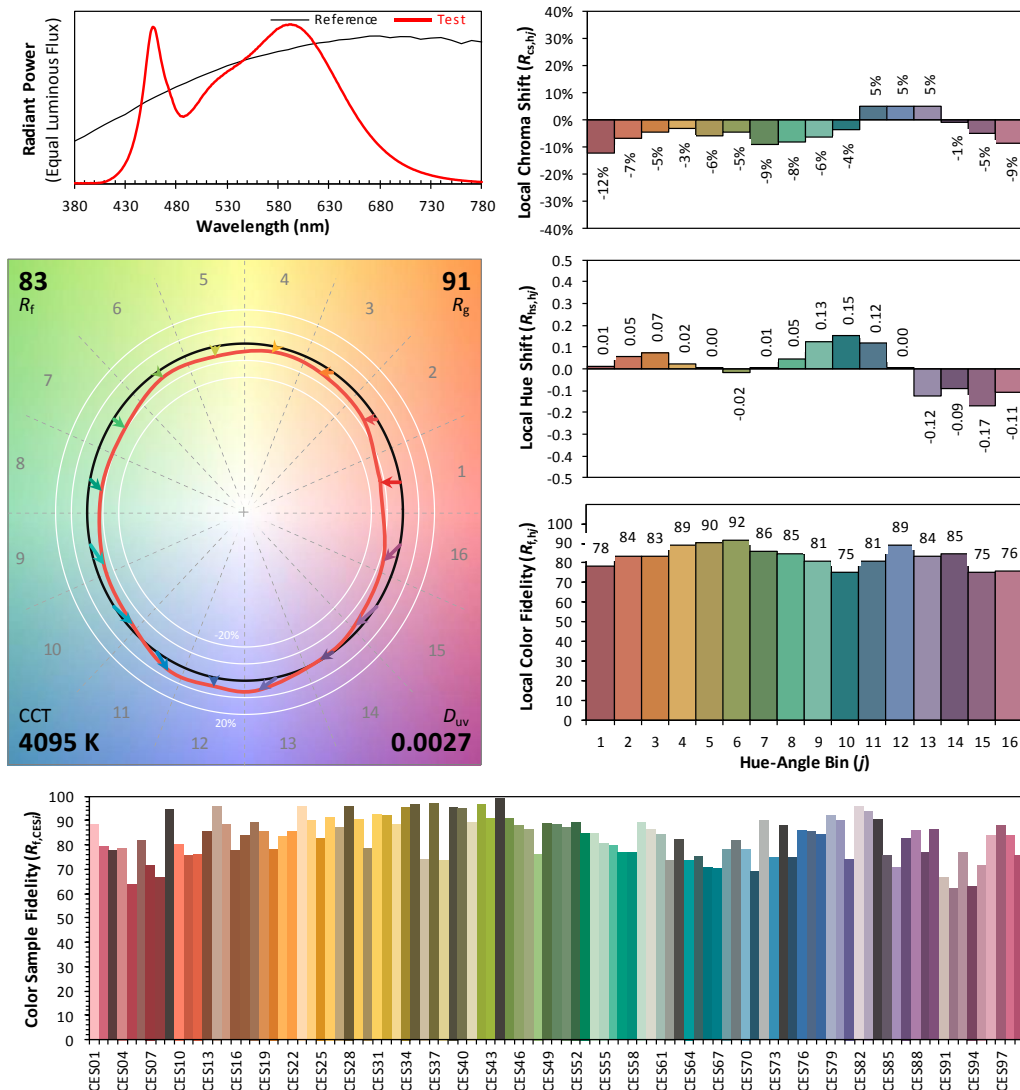 Radiant Power
(Equal Luminous Flux)
Reference
Test
380 430 480 530 580 630 680 730 780
Wavelength (nm)
Local Chroma Shift (Rcs,hj)
40%
30%
20%
10%
0%
-10%
-20%
-30%
-40%
-12% -7% -5% -3% -6% -5% -9% -8% -6% -4% 5% 5% 5% -1% -5% -9%
83
Rf
91
Rg
5 4
6 3
7 2
8 1
9 16
10 15
11 14
12 13
-20%
20%
CCT
4095 K
Duv
0.0027
Local Hue Shift (Rhs,hj)
0.5
0.4
0.3
0.2
0.1
0.0
-0.1
-0.2
-0.3
-0.4
-0.5
0.01 0.05 0.07 0.02 0.00 -0.02 0.01 0.05 0.13 0.15 0.12 0.00 -0.12 -0.09 -0.17 -0.11
Local Color Fidelity (Rf,hj)
100
90
80
70
60
50
40
30
20
10
0
78 84 83 89 90 92 86 85 81 75 81 89 84 85 75 76
1 2 3 4 5 6 7 8 9 10 11 12 13 14 15 16
Hue-Angle Bin (j)
Color Sample Fidelity (Rf,CESi)
100
90
80
70
60
50
40
30
20
10
0
CES01 CES04 CES07 CES10 CES13 CES16 CES19 CES22 CES25 CES28 CES31 CES34 CES37 CES40 CES43 CES46 CES49 CES52 CES55 CES58 CES61 CES64 CES67 CES70 CES73 CES76 CES79 CES82 CES85 CES88 CES91 CES94 CES97